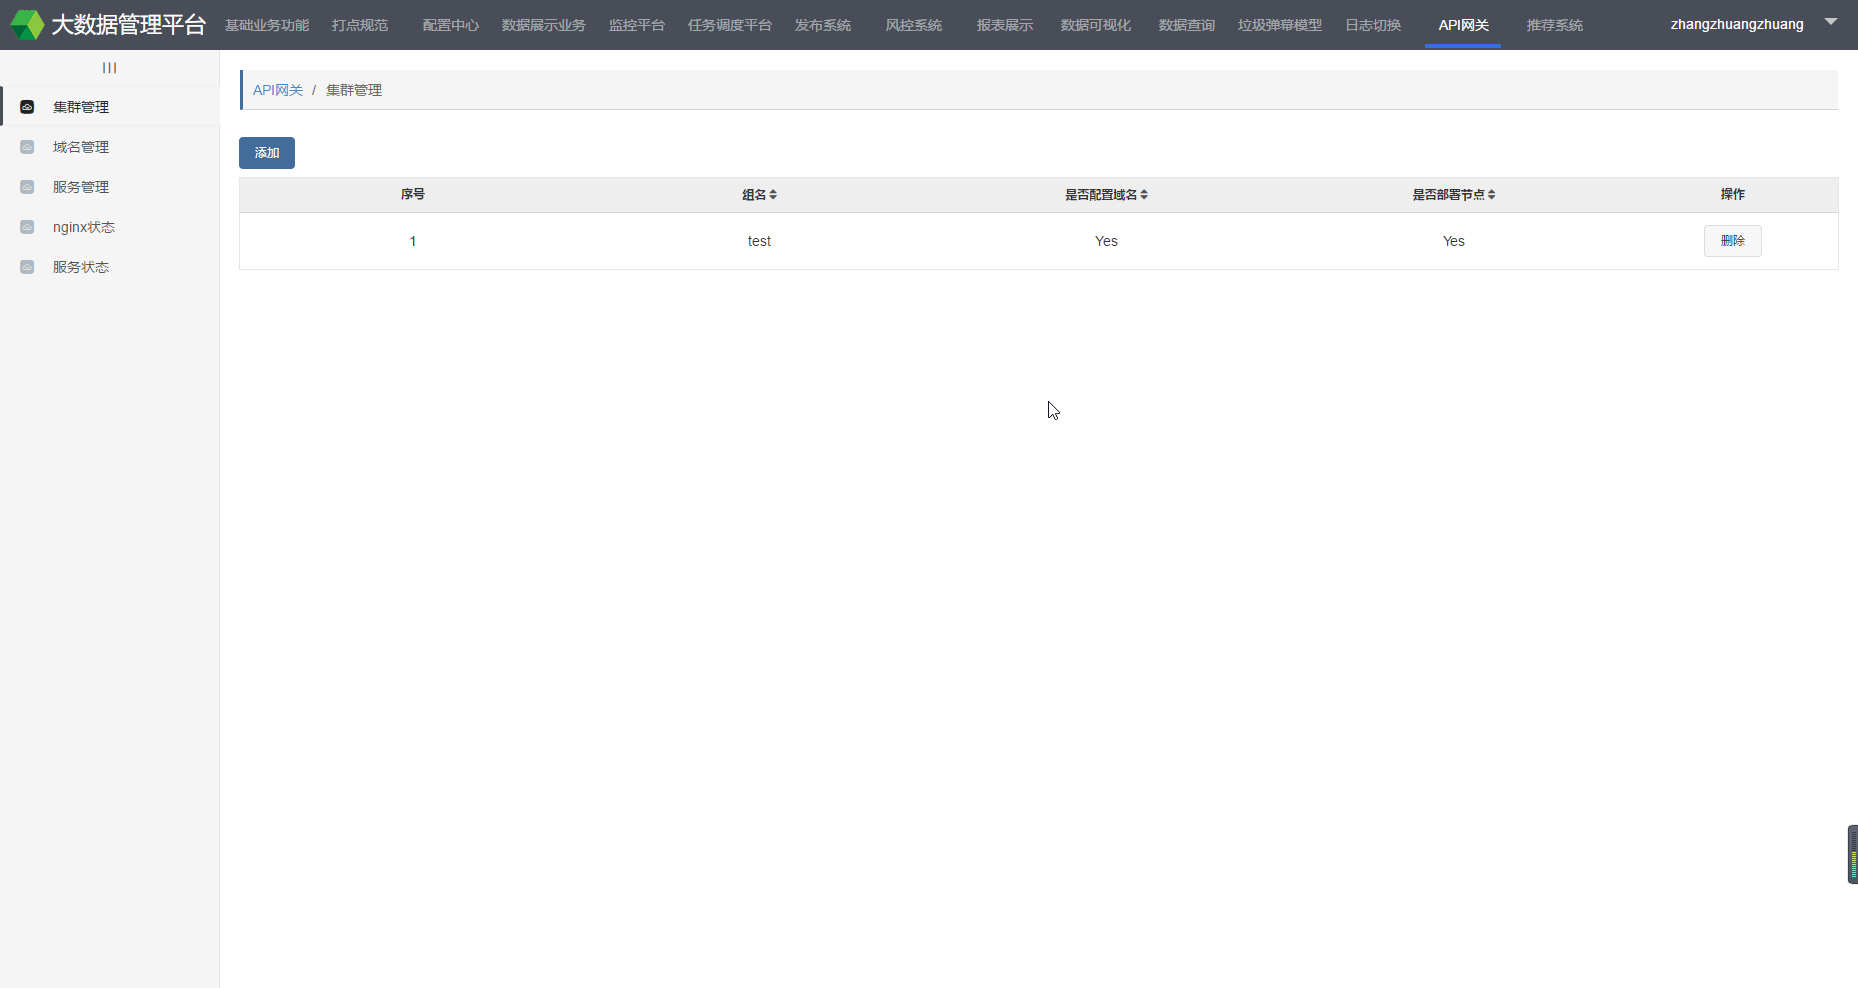 大数据管理平台 基础业务功能 打点规范 配置中心 数据展示业务 监控平台 任务调度平台 发布系统 风控系统 报表展示 数据可视化 数据查询 垃圾弹幕模型 日志切换 API网关 推荐系统 zhangzhuangzhuang
集群管理
域名管理
服务管理
nginx状态
服务状态
API网关 / 集群管理
添加
序号 组名 是否配置域名 是否部署节点 操作
1 test Yes Yes 删除